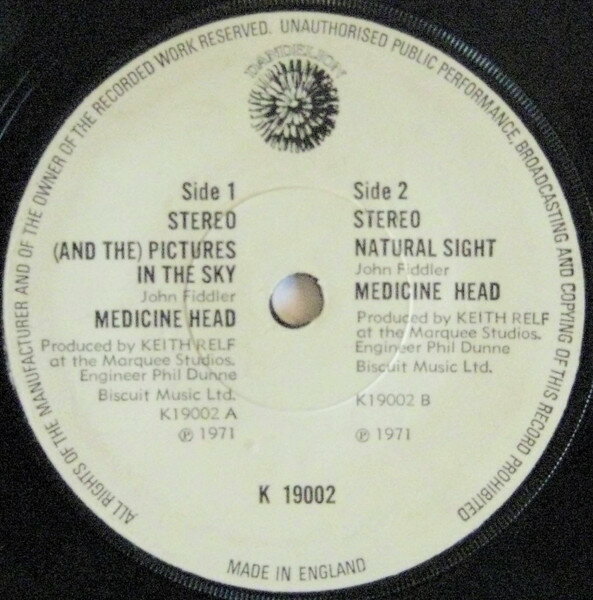 ALL RIGHTS OF THE MANUFACTURER AND OF THE OWNER OF THE RECORDED WORK RESERVED. UNAUTHORISED PUBLIC PERFORMANCE, BROADCASTING AND COPYING OF THIS RECORD PROHIBITED
DANDELION
Side 1
STEREO
(AND THE) PICTURES
IN THE SKY
John Fiddler
MEDICINE HEAD
Produced by KEITH RELF
at the Marquee Studios.
Engineer Phil Dunne
Biscuit Music Ltd.
K19002 A
℗ 1971
Side 2
STEREO
NATURAL SIGHT
John Fiddler
MEDICINE HEAD
Produced by KEITH RELF
at the Marquee Studios.
Engineer Phil Dunne
Biscuit Music Ltd.
K19002 B
℗ 1971
K 19002
MADE IN ENGLAND